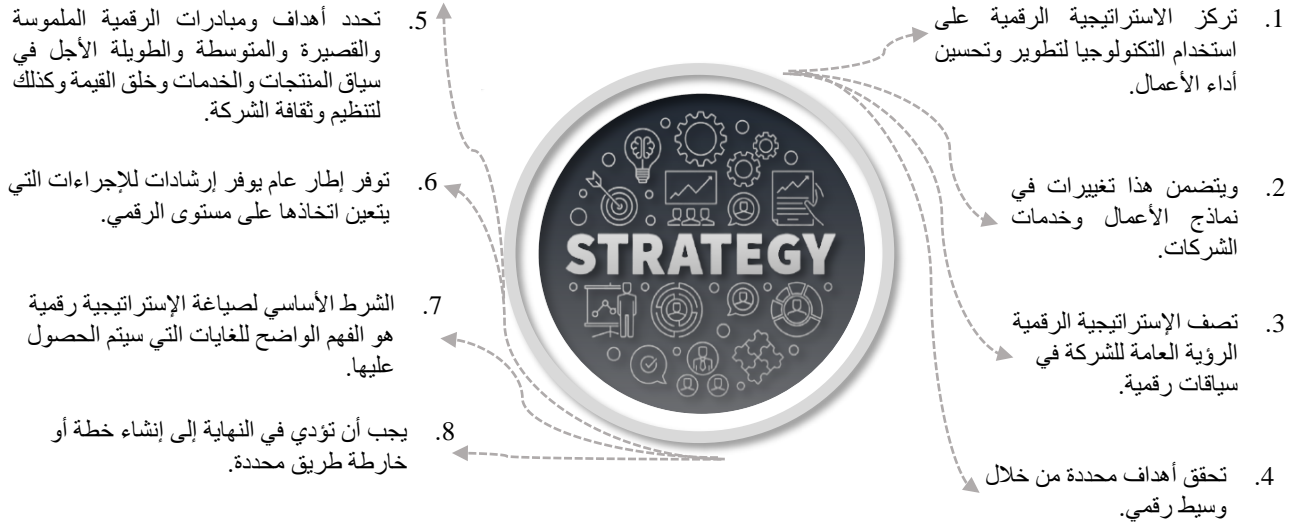 1. تركز الاستراتيجية الرقمية على
استخدام التكنولوجيا لتطوير وتحسين
أداء الأعمال.
2. ويتضمن هذا تغييرات في
نماذج الأعمال وخدمات
الشركات.
3. تصف الإستراتيجية الرقمية
الرؤية العامة للشركة في
سياقات رقمية.
4. تحقق أهداف محددة من خلال
وسيط رقمي.
STRATEGY
5. تحدد أهداف ومبادرات الرقمية الملموسة
والقصيرة والمتوسطة والطويلة الأجل في
سياق المنتجات والخدمات وخلق القيمة وكذلك
لتنظيم وثقافة الشركة.
6. توفر إطار عام يوفر إرشادات للإجراءات التي
يتعين اتخاذها على مستوى الرقمي.
7. الشرط الأساسي لصياغة الإستراتيجية رقمية
هو الفهم الواضح للغايات التي سيتم الحصول
عليها.
8. يجب أن تؤدي في النهاية إلى إنشاء خطة أو
خارطة طريق محددة.